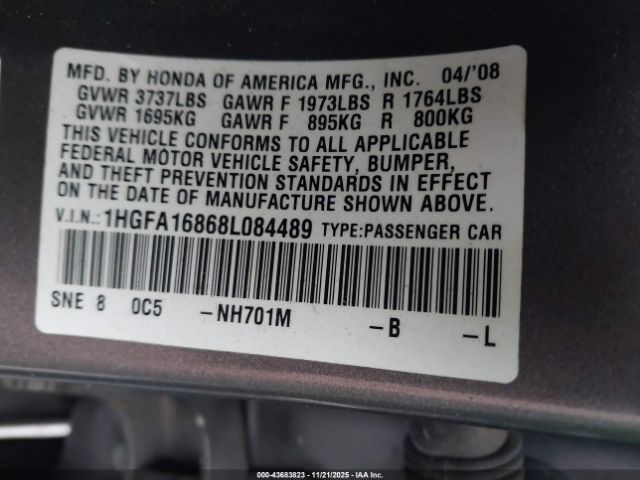 MFD. BY HONDA OF AMERICA MFG., INC. 04/'08
GVWR 3737LBS GAWR F 1973LBS R 1764LBS
GVWR 1695KG GAWR F 895KG R 800KG
THIS VEHICLE CONFORMS TO ALL APPLICABLE
FEDERAL MOTOR VEHICLE SAFETY, BUMPER,
AND THEFT PREVENTION STANDARDS IN EFFECT
ON THE DATE OF MANUFACTURE SHOWN ABOVE.
V.I.N.: 1HGFA16868L084489 TYPE:PASSENGER CAR
SNE 8 0C5 -NH701M -B -L
000-43683823 | 11/21/2025 | IAA Inc.